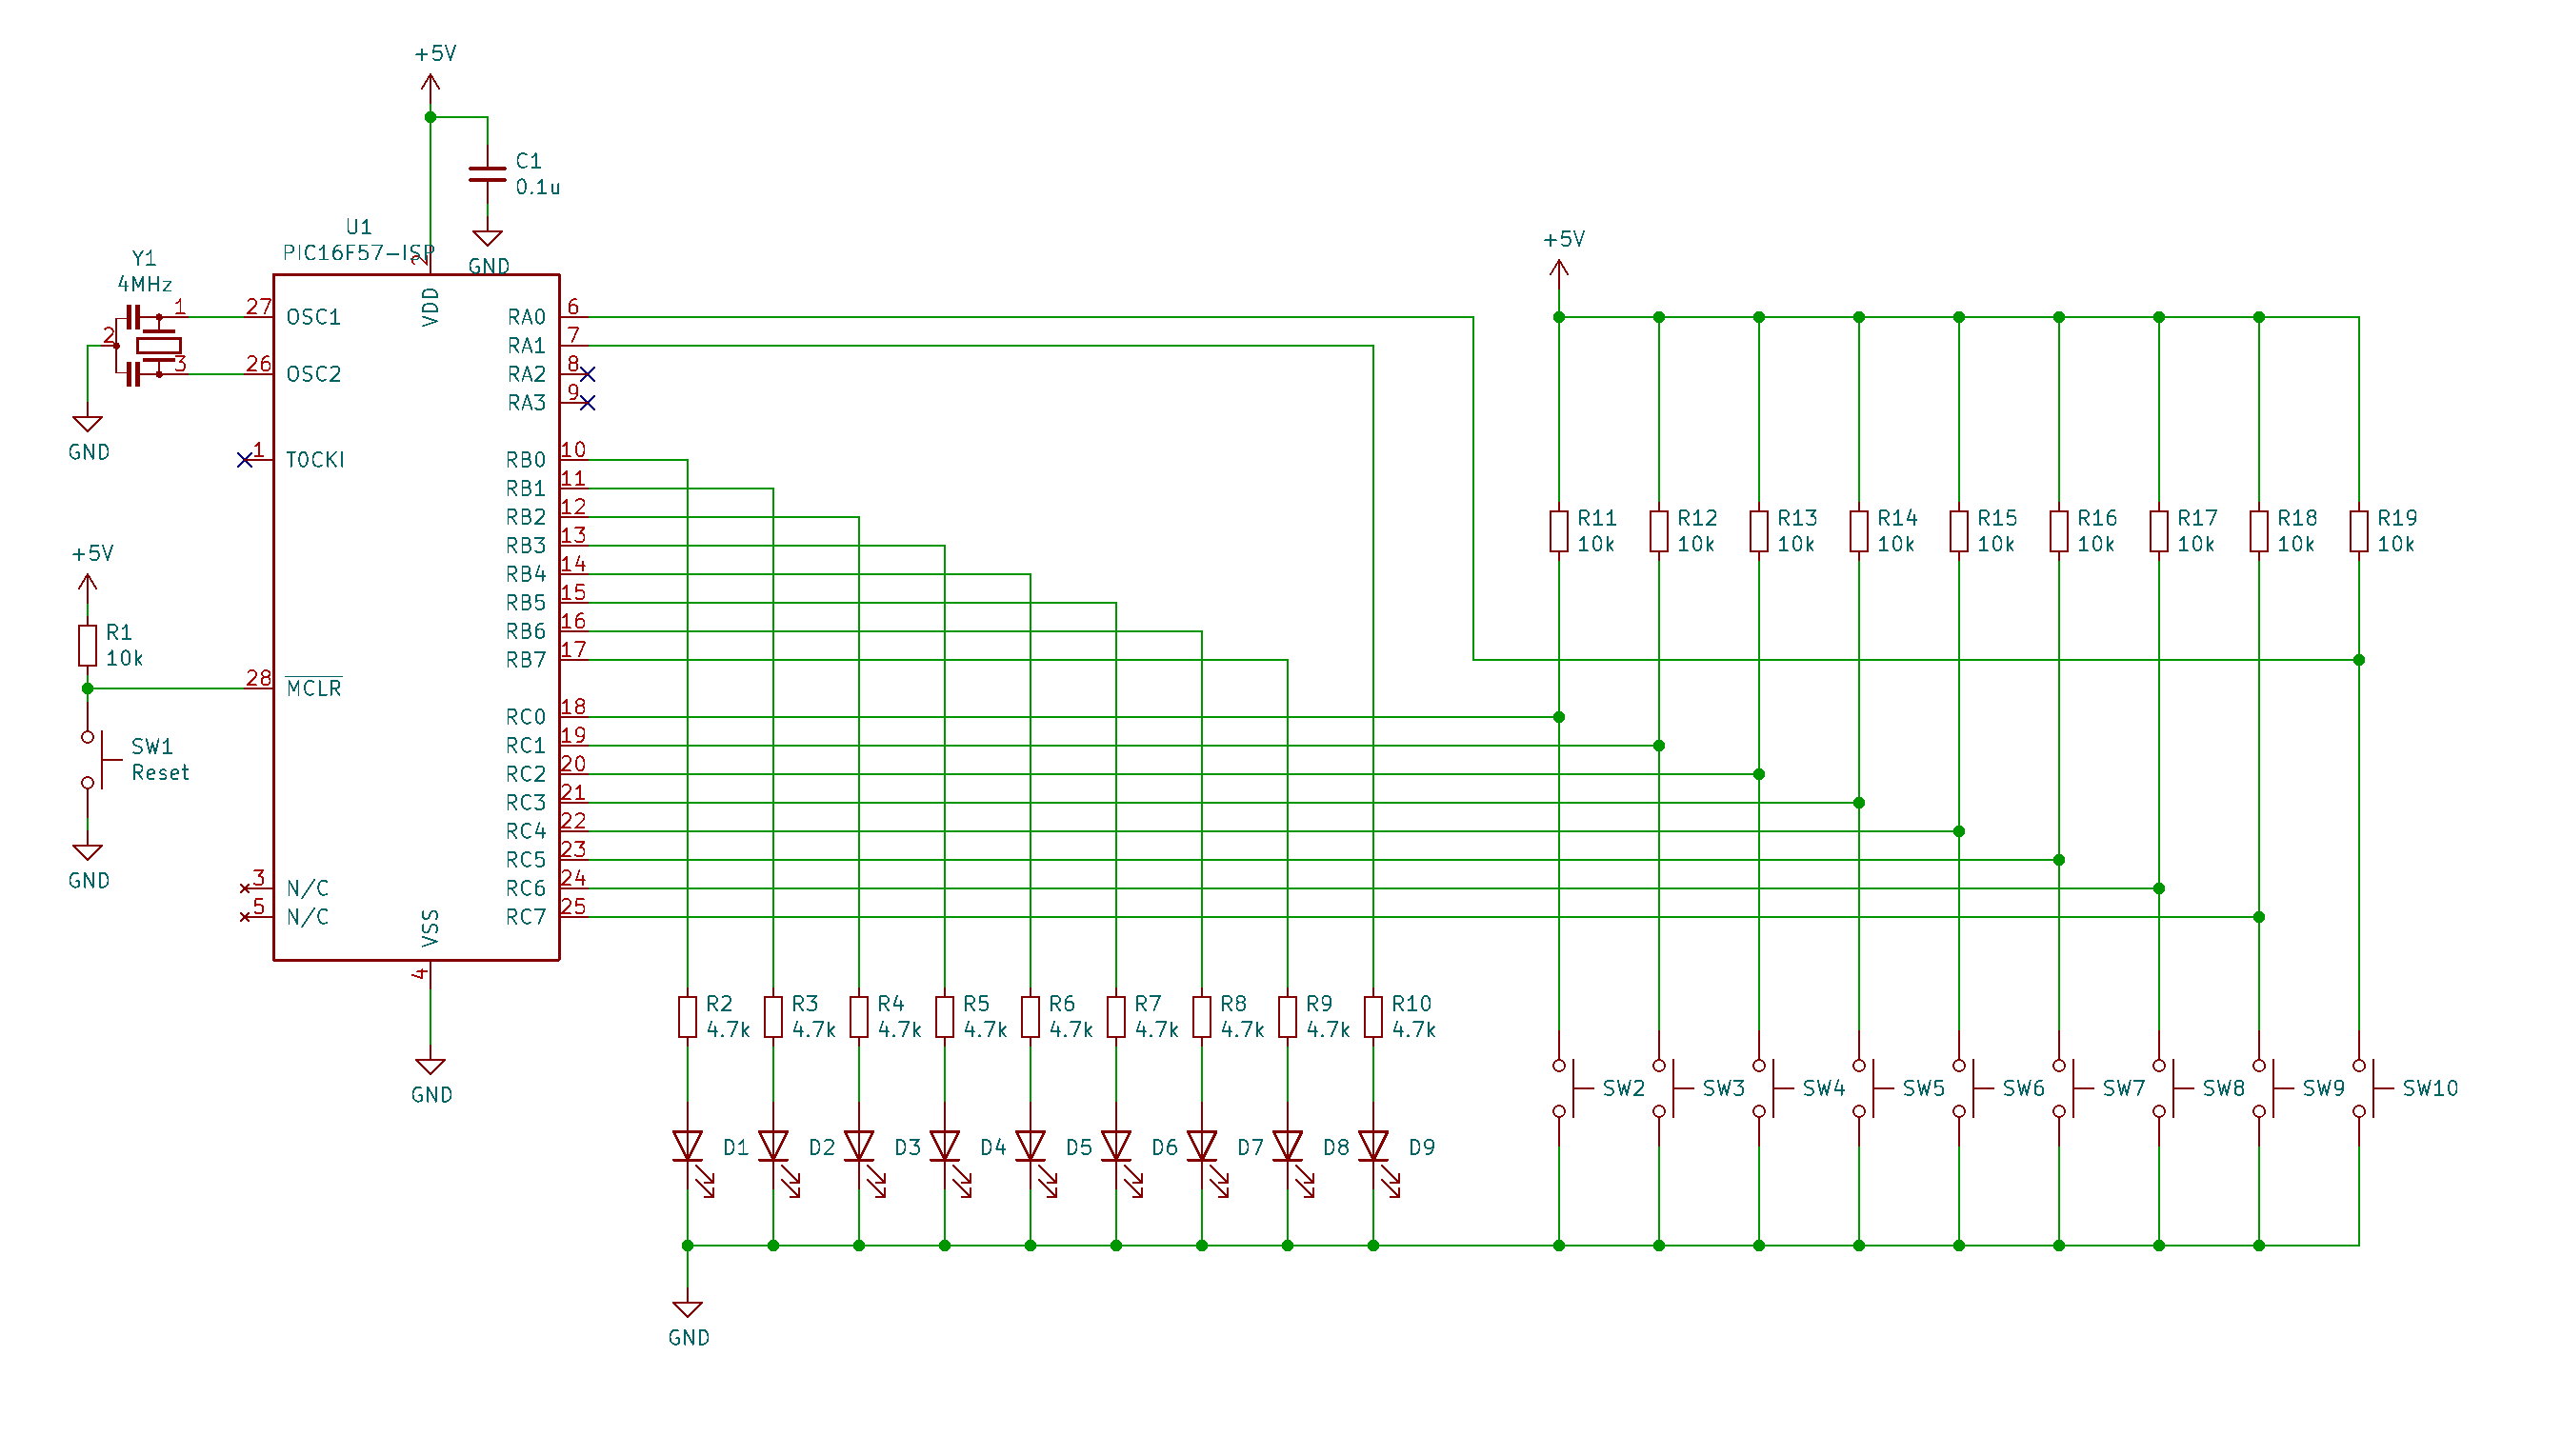 +5V
C1
0.1u
GND
U1
PIC16F57-ISP
Y1
4MHz
1
2
3
GND
+5V
2
VDD
27 OSC1
26 OSC2
1 T0CKI
+5V
R1
10k
28 MCLR
SW1
Reset
GND
3 N/C
5 N/C
VSS
4
GND
RA0 6
RA1 7
RA2 8
RA3 9
RB0 10
RB1 11
RB2 12
RB3 13
RB4 14
RB5 15
RB6 16
RB7 17
RC0 18
RC1 19
RC2 20
RC3 21
RC4 22
RC5 23
RC6 24
RC7 25
R11 R12 R13 R14 R15 R16 R17 R18 R19
10k 10k 10k 10k 10k 10k 10k 10k 10k
R2 R3 R4 R5 R6 R7 R8 R9 R10
4.7k 4.7k 4.7k 4.7k 4.7k 4.7k 4.7k 4.7k 4.7k
SW2 SW3 SW4 SW5 SW6 SW7 SW8 SW9 SW10
D1 D2 D3 D4 D5 D6 D7 D8 D9
GND